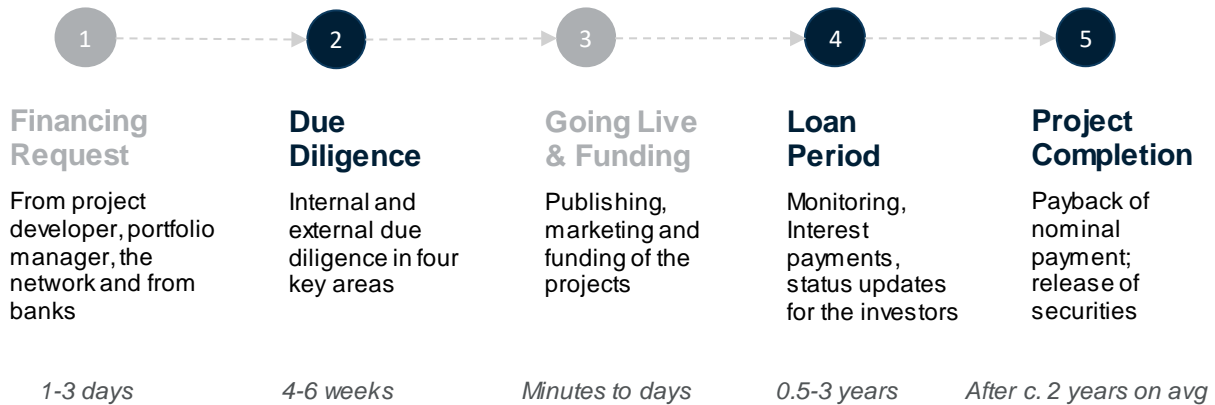 1
2
3
4
5
Financing
Request
From project
developer, portfolio
manager, the
network and from
banks
1-3 days
Due
Diligence
Internal and
external due
diligence in four
key areas
4-6 weeks
Going Live
& Funding
Publishing,
marketing and
funding of the
projects
Minutes to days
Loan
Period
Monitoring,
Interest
payments,
status updates
for the investors
0.5-3 years
Project
Completion
Payback of
nominal
payment;
release of
securities
After c. 2 years on avg